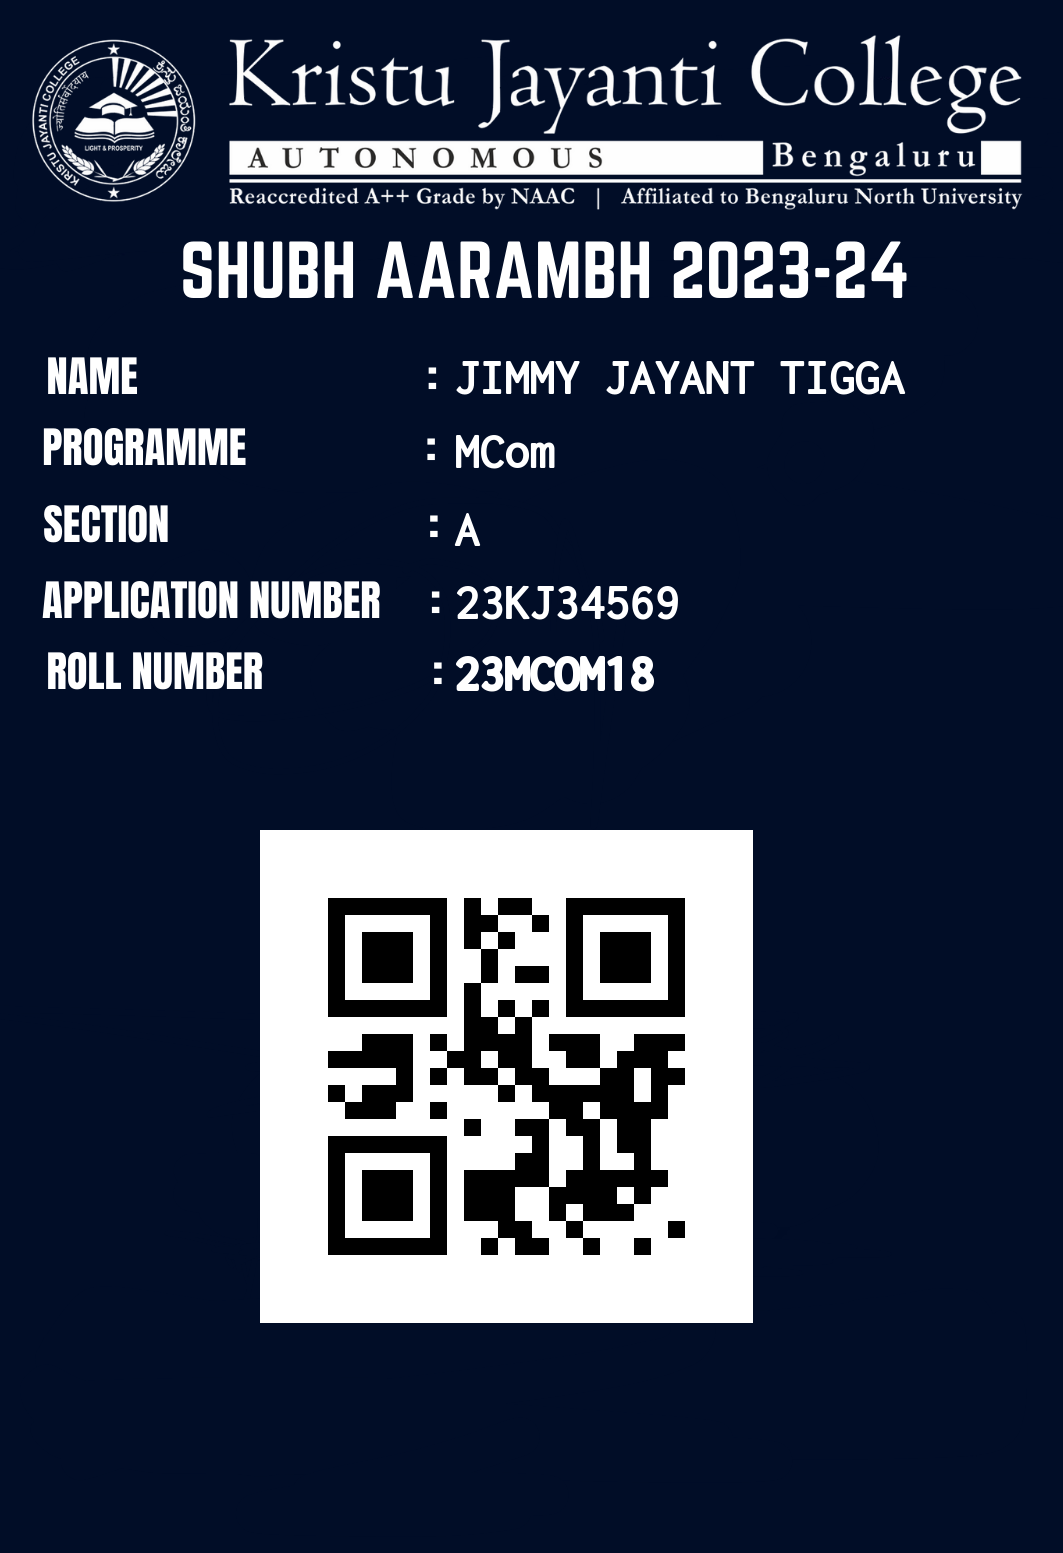 Kristu Jayanti College
AUTONOMOUS Bengaluru
Reaccredited A++ Grade by NAAC | Affiliated to Bengaluru North University
KRISTU JAYANTI COLLEGE
LIGHT & PROSPERITY
SHUBH AARAMBH 2023-24
NAME : JIMMY JAYANT TIGGA
PROGRAMME : MCom
SECTION : A
APPLICATION NUMBER : 23KJ34569
ROLL NUMBER : 23MCOM18